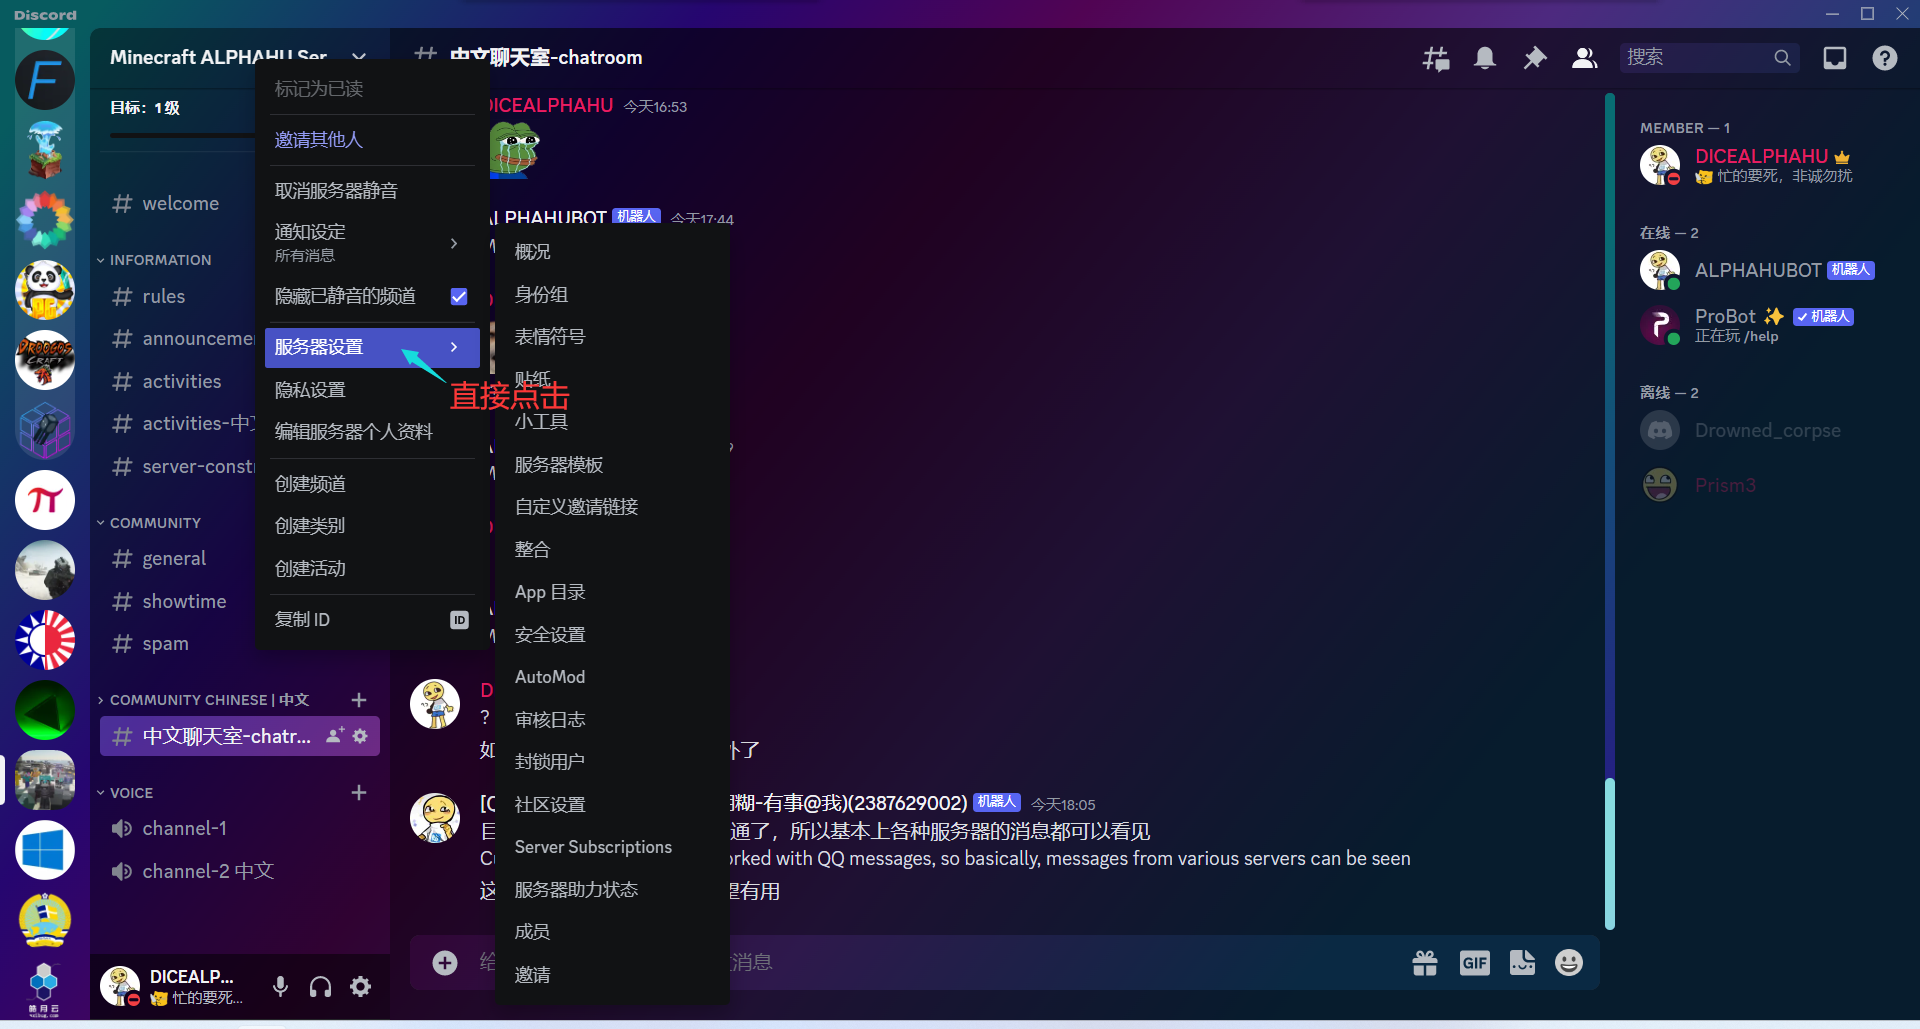 Discord
Minecraft ALPHAHU Ser
目标：1 级
welcome
INFORMATION
rules
announcemen
activities
activities-中文
server-constr
COMMUNITY
general
showtime
spam
COMMUNITY CHINESE | 中文
中文聊天室-chatr...
VOICE
channel-1
channel-2 中文
DICEALP...
忙的要死...
标记为已读
邀请其他人
取消服务器静音
通知设定
所有消息
隐藏已静音的频道
服务器设置
隐私设置
编辑服务器个人资料
创建频道
创建类别
创建活动
复制 ID
ID
直接点击
概况
身份组
表情符号
贴纸
小工具
服务器模板
自定义邀请链接
整合
App 目录
安全设置
AutoMod
审核日志
封锁用户
社区设置
Server Subscriptions
服务器助力状态
成员
邀请
中文聊天室-chatroom
搜索
DICEALPHAHU 今天16:53
ALPHAHUBOT 机器人 今天17:44
?
如
外了
糊-有事@我)(2387629002) 机器人 今天18:05
通了，所以基本上各种服务器的消息都可以看见
orked with QQ messages, so basically, messages from various servers can be seen
这
望有用
给
消息
GIF
MEMBER — 1
DICEALPHAHU
忙的要死，非诚勿扰
在线 — 2
ALPHAHUBOT 机器人
ProBot 机器人
正在玩 /help
离线 — 2
Drowned_corpse
Prism3
皓月云